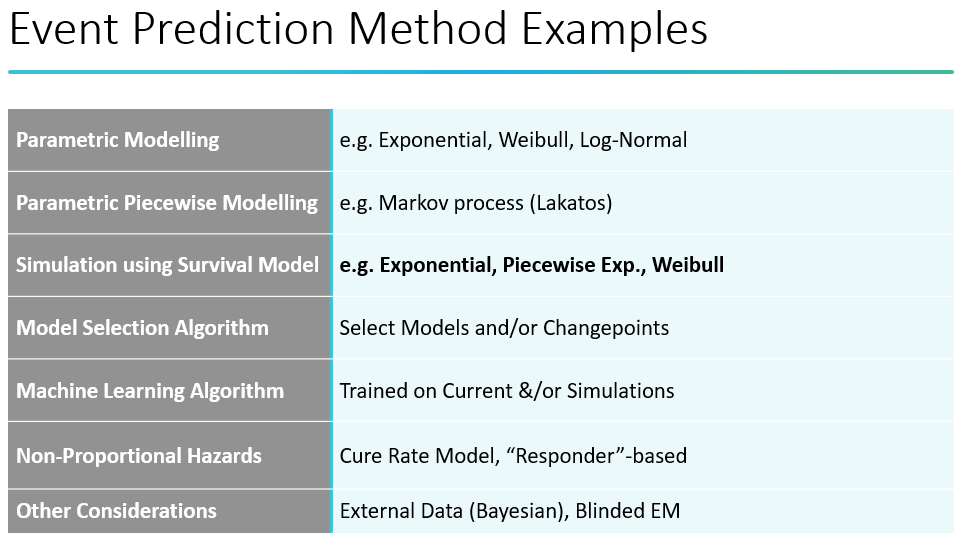 Event Prediction Method Examples
Parametric Modelling e.g. Exponential, Weibull, Log-Normal
Parametric Piecewise Modelling e.g. Markov process (Lakatos)
Simulation using Survival Model e.g. Exponential, Piecewise Exp., Weibull
Model Selection Algorithm Select Models and/or Changepoints
Machine Learning Algorithm Trained on Current &/or Simulations
Non-Proportional Hazards Cure Rate Model, “Responder”-based
Other Considerations External Data (Bayesian), Blinded EM